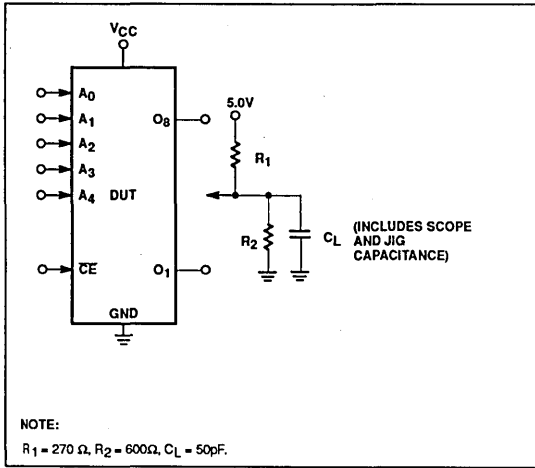 VCC
A0
A1
A2
A3
A4
DUT
CE
O8
O1
GND
5.0V
R1
R2
CL
(INCLUDES SCOPE
AND JIG
CAPACITANCE)
NOTE:
R1 = 270 Ω, R2 = 600Ω, CL = 50pF.